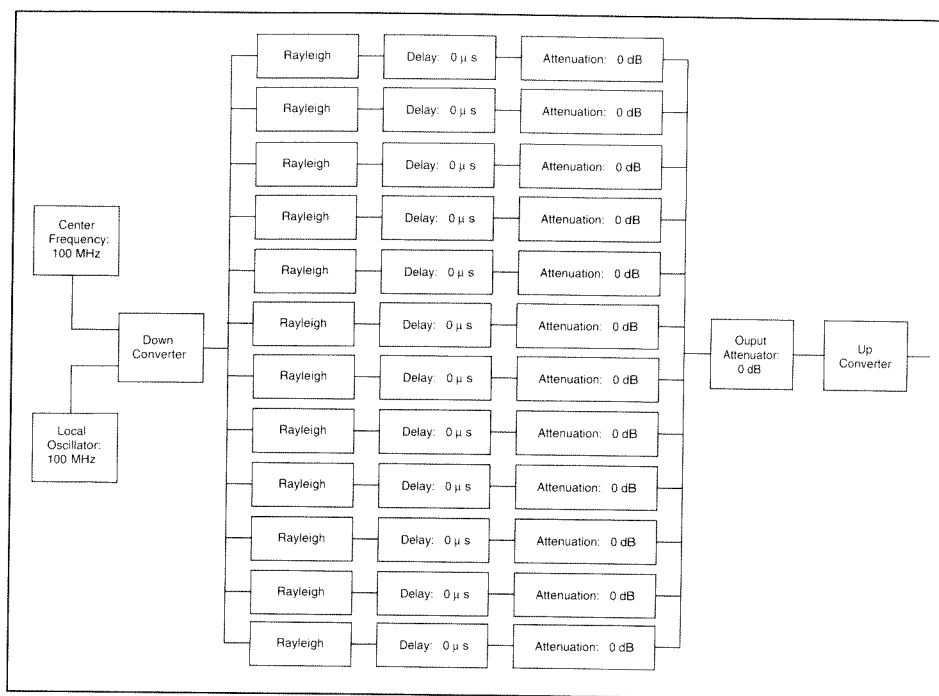 Rayleigh Delay: 0 μ s Attenuation: 0 dB
Rayleigh Delay: 0 μ s Attenuation: 0 dB
Rayleigh Delay: 0 μ s Attenuation: 0 dB
Rayleigh Delay: 0 μ s Attenuation: 0 dB
Rayleigh Delay: 0 μ s Attenuation: 0 dB
Rayleigh Delay: 0 μ s Attenuation: 0 dB
Rayleigh Delay: 0 μ s Attenuation: 0 dB
Rayleigh Delay: 0 μ s Attenuation: 0 dB
Rayleigh Delay: 0 μ s Attenuation: 0 dB
Rayleigh Delay: 0 μ s Attenuation: 0 dB
Rayleigh Delay: 0 μ s Attenuation: 0 dB
Rayleigh Delay: 0 μ s Attenuation: 0 dB
Center
Frequency:
100 MHz
Down
Converter
Local
Oscillator:
100 MHz
Ouput
Attenuator:
0 dB
Up
Converter